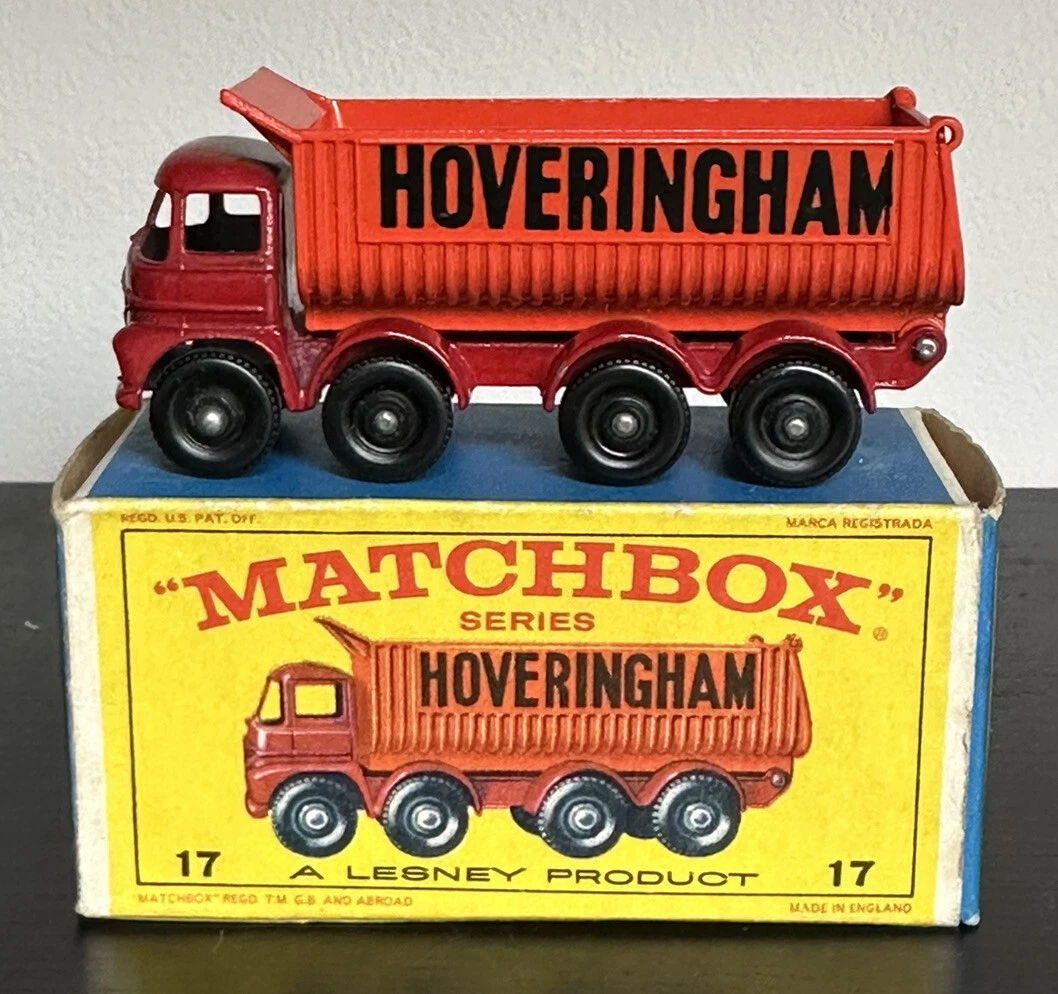 HOVERINGHAM
REGD. U.S. PAT. OFF. MARCA REGISTRADA
"MATCHBOX" ®
SERIES
HOVERINGHAM
17 A LESNEY PRODUCT 17
MATCHBOX" REGD. T.M. G.B. AND ABROAD MADE IN ENGLAND